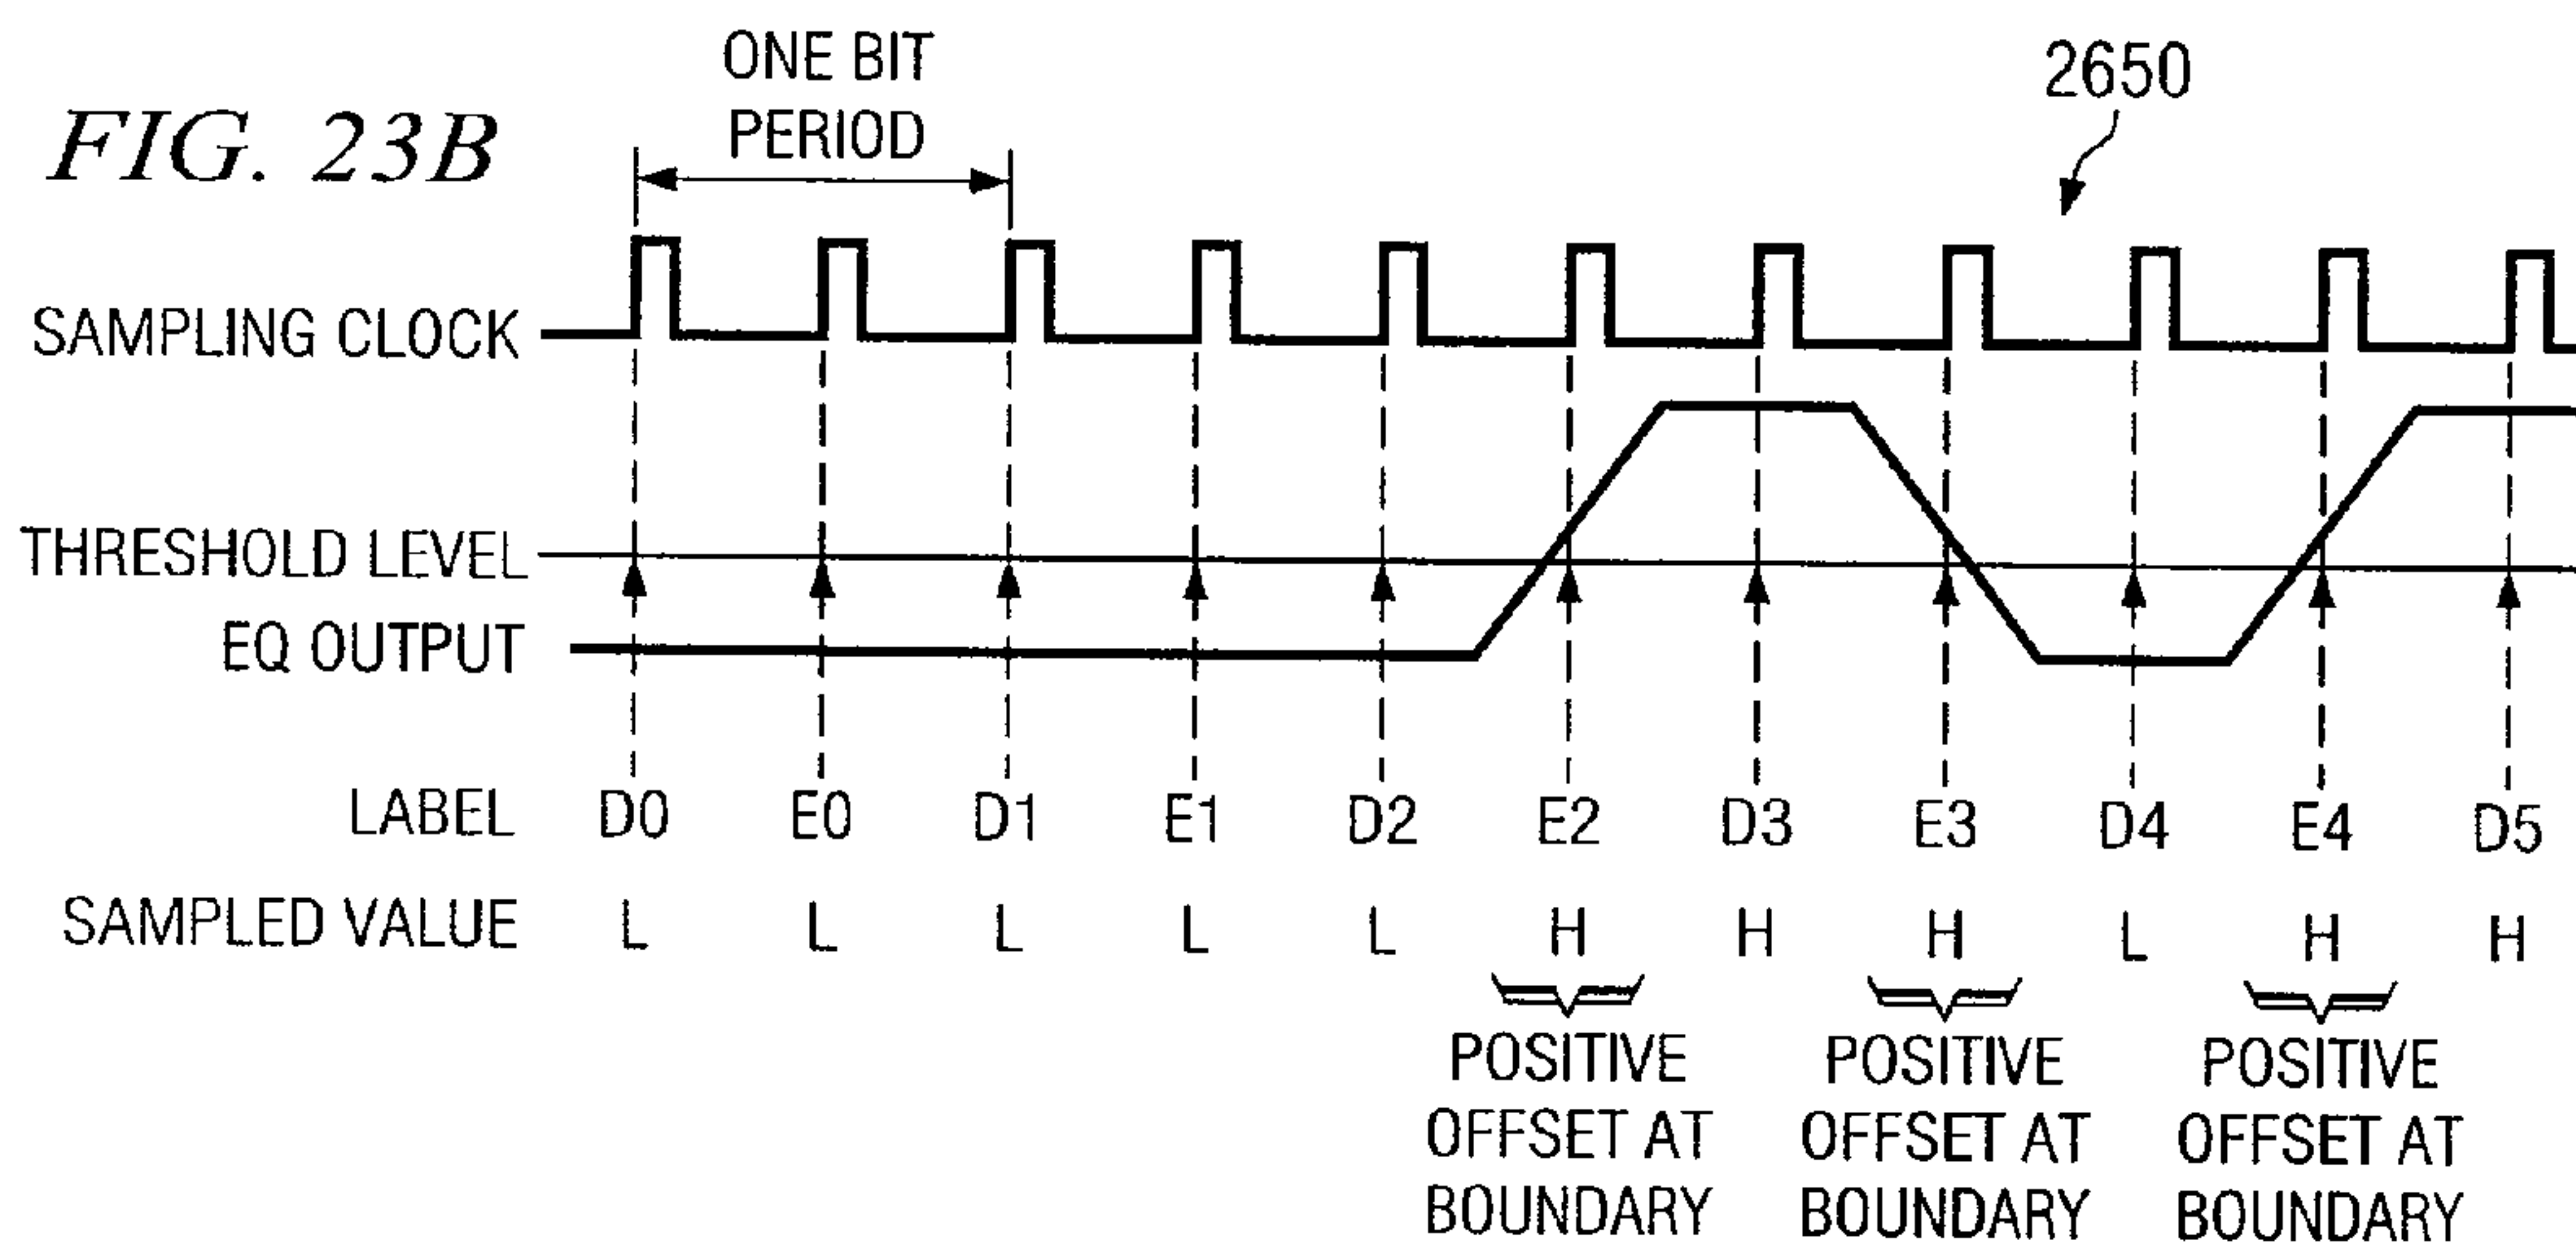 FIG. 23B
ONE BIT
PERIOD
2650
SAMPLING CLOCK
THRESHOLD LEVEL
EQ OUTPUT
LABEL D0 E0 D1 E1 D2 E2 D3 E3 D4 E4 D5
SAMPLED VALUE L L L L L H H H L H H
POSITIVE
OFFSET AT
BOUNDARY
POSITIVE
OFFSET AT
BOUNDARY
POSITIVE
OFFSET AT
BOUNDARY